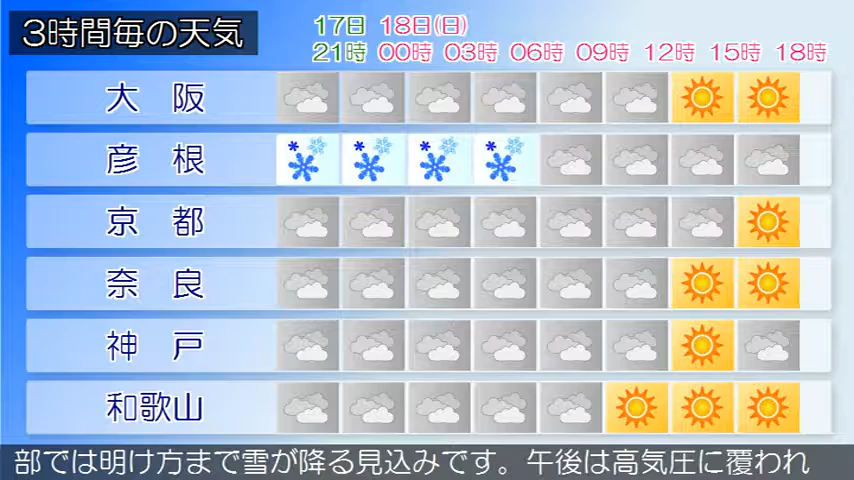 3時間毎の天気
17日 18日(日)
21時 00時 03時 06時 09時 12時 15時 18時
大阪
彦根
京都
奈良
神戸
和歌山
部では明け方まで雪が降る見込みです。午後は高気圧に覆われ